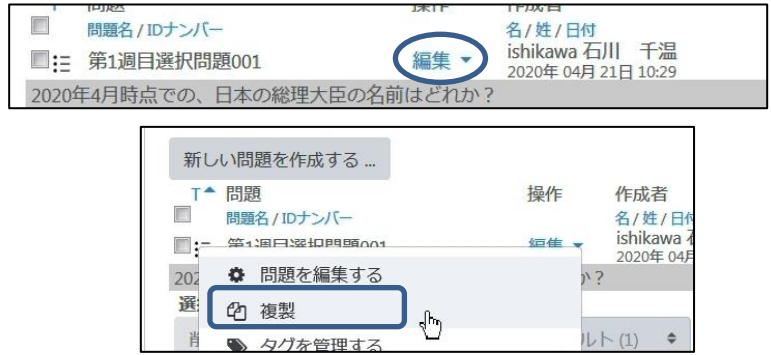 問題名 / IDナンバー 名 / 姓 / 日付
第1週目選択問題001 編集 ishikawa 石川 千温
2020年 04月 21日 10:29
2020年4月時点での、日本の総理大臣の名前はどれか？
新しい問題を作成する ...
T 問題 操作 作成者
問題名 / IDナンバー 名 / 姓 / 日付
第1週目選択問題001 編集 ishikawa
2020年 04月
202 か？
問題を編集する
選
複製
タグを管理する ルト (1)